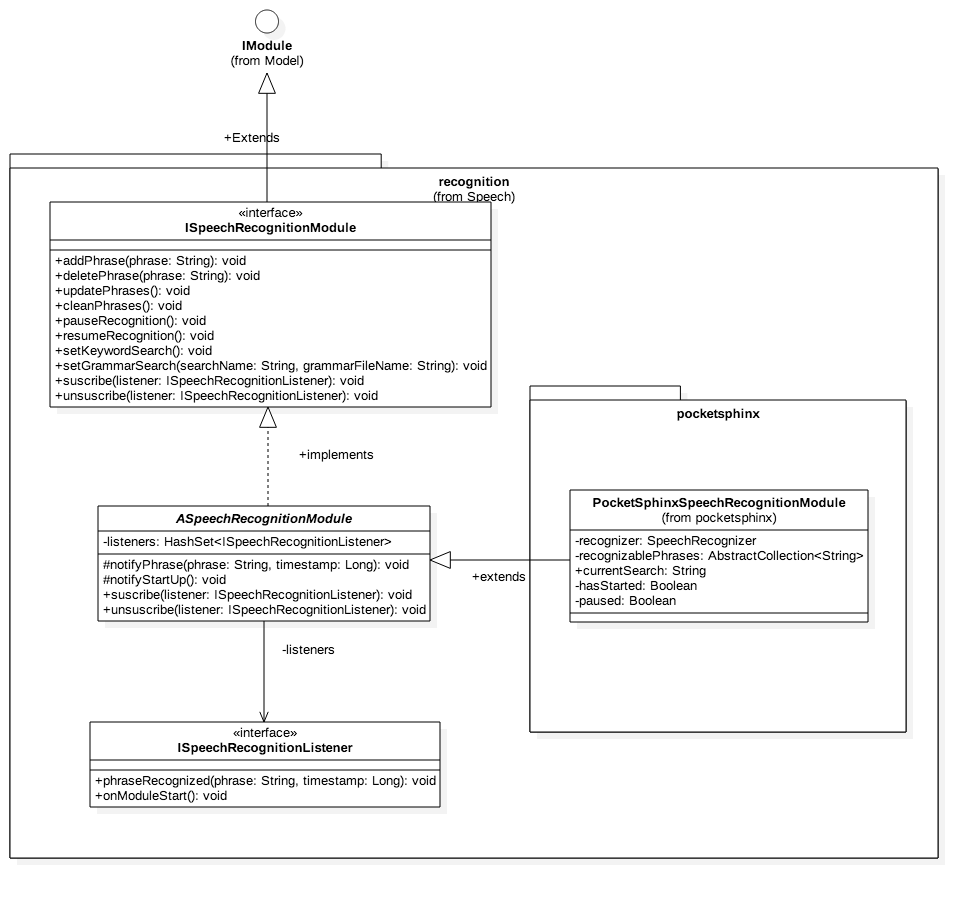 IModule
(from Model)
+Extends
recognition
(from Speech)
«interface»
ISpeechRecognitionModule
+addPhrase(phrase: String): void
+deletePhrase(phrase: String): void
+updatePhrases(): void
+cleanPhrases(): void
+pauseRecognition(): void
+resumeRecognition(): void
+setKeywordSearch(): void
+setGrammarSearch(searchName: String, grammarFileName: String): void
+suscribe(listener: ISpeechRecognitionListener): void
+unsuscribe(listener: ISpeechRecognitionListener): void
+implements
pocketsphinx
PocketSphinxSpeechRecognitionModule
(from pocketsphinx)
-recognizer: SpeechRecognizer
-recognizablePhrases: AbstractCollection<String>
+currentSearch: String
-hasStarted: Boolean
-paused: Boolean
+extends
ASpeechRecognitionModule
-listeners: HashSet<ISpeechRecognitionListener>
#notifyPhrase(phrase: String, timestamp: Long): void
#notifyStartUp(): void
+suscribe(listener: ISpeechRecognitionListener): void
+unsuscribe(listener: ISpeechRecognitionListener): void
-listeners
«interface»
ISpeechRecognitionListener
+phraseRecognized(phrase: String, timestamp: Long): void
+onModuleStart(): void